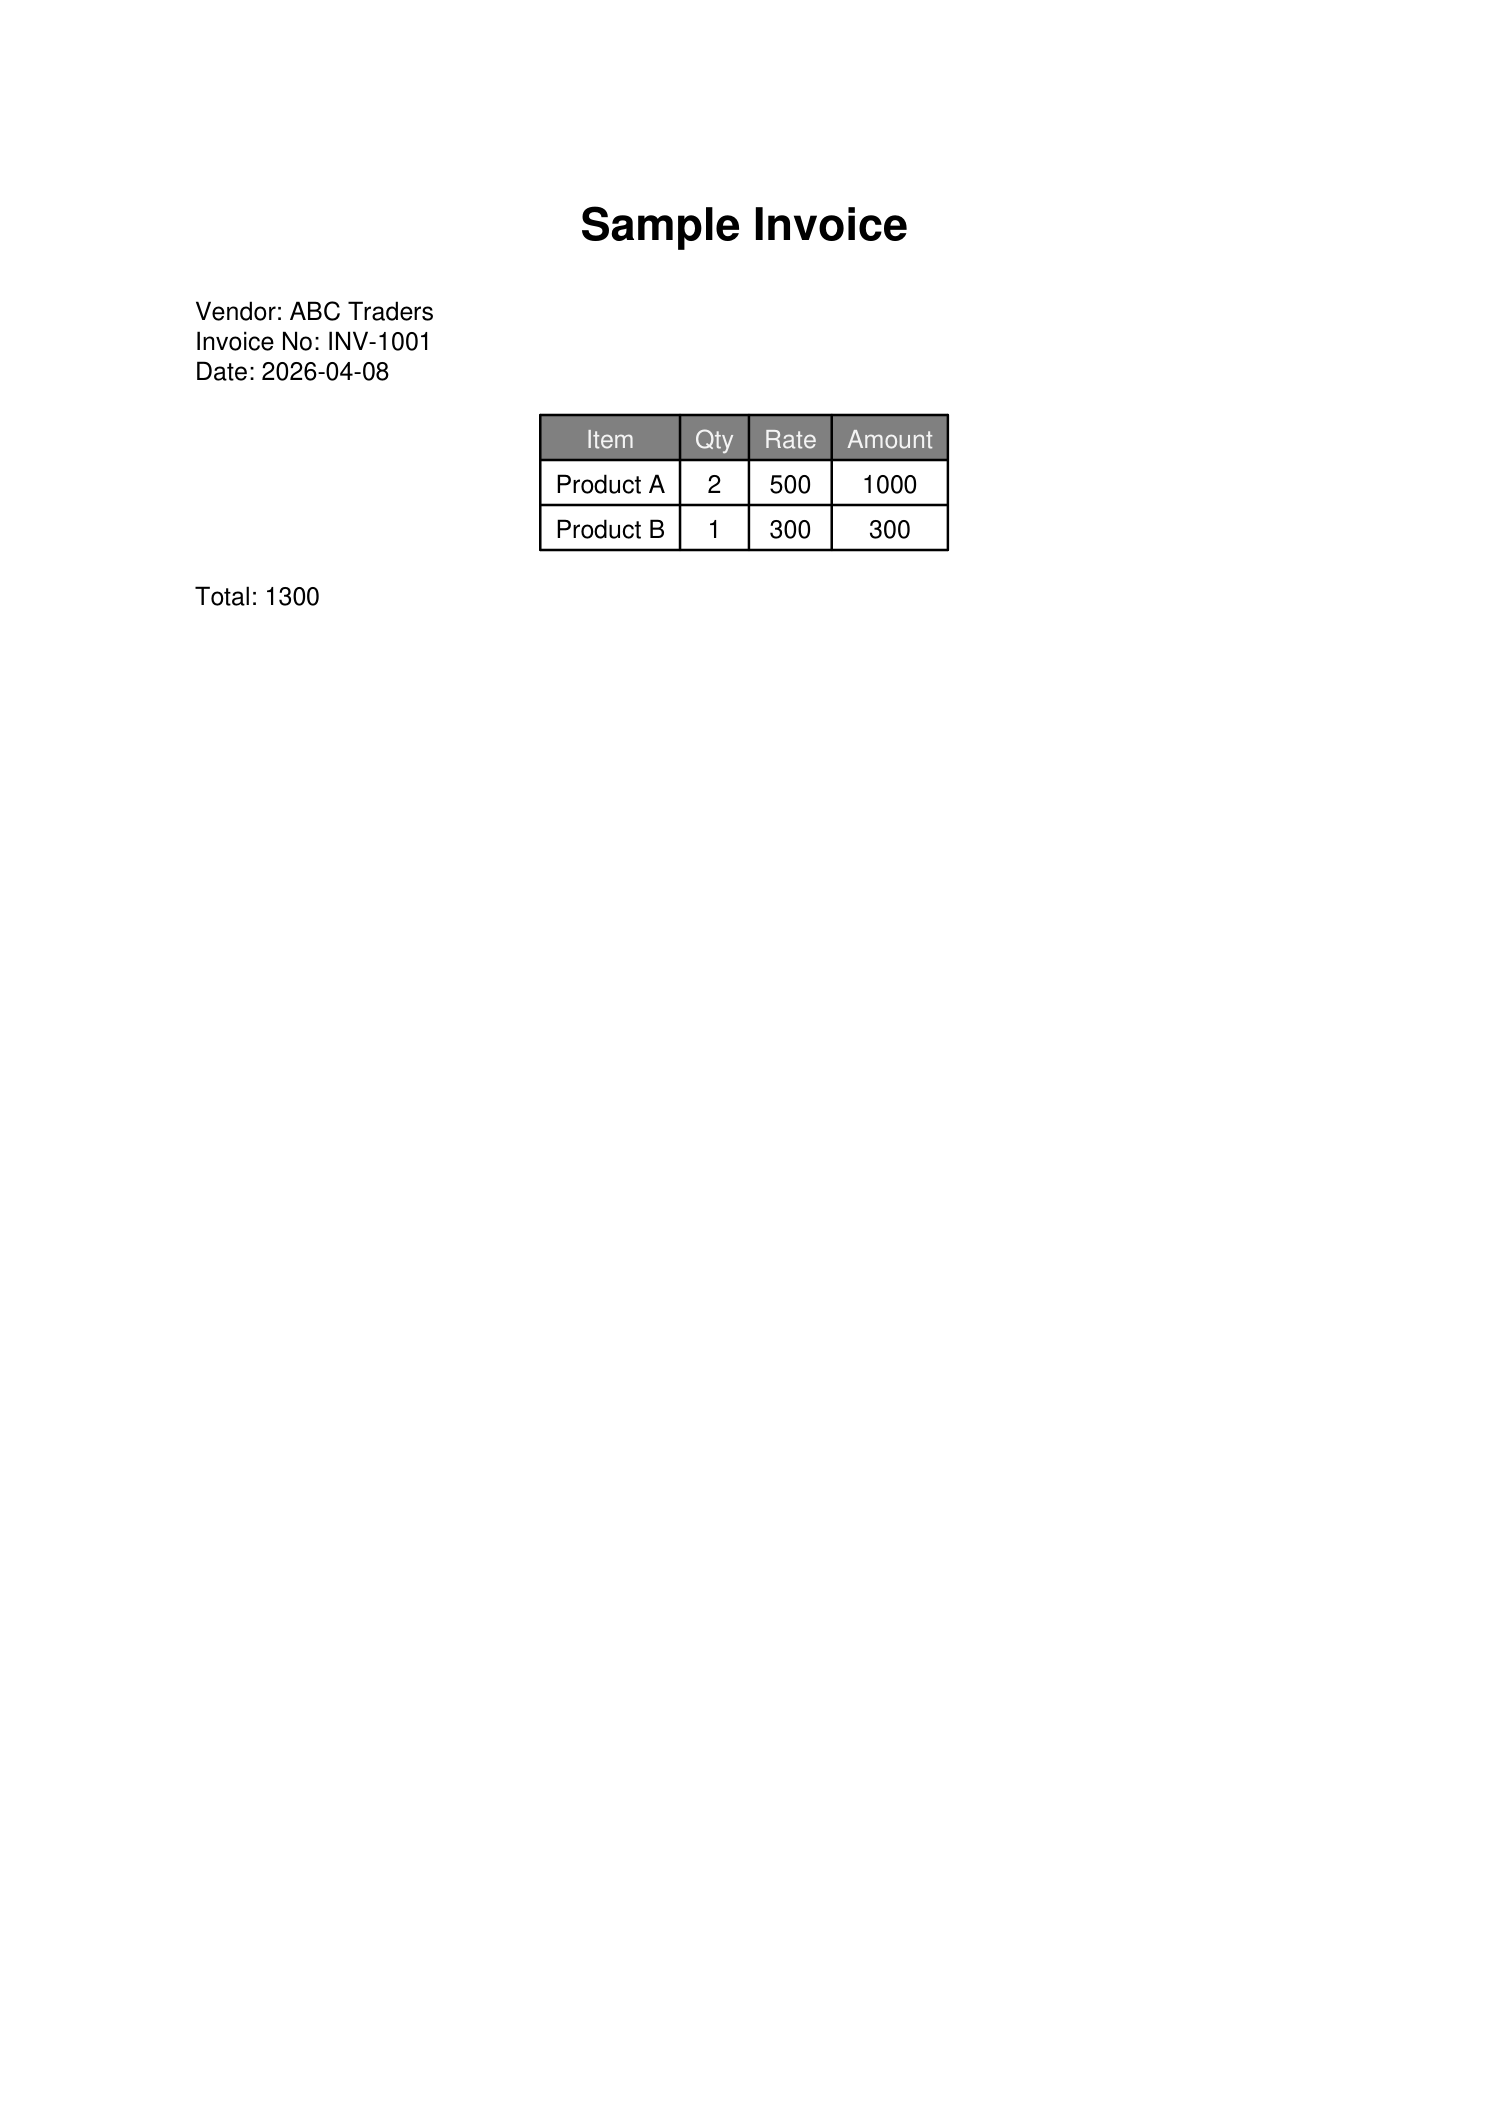 Sample Invoice
Vendor: ABC Traders
Invoice No: INV-1001
Date: 2026-04-08
Item Qty Rate Amount
Product A 2 500 1000
Product B 1 300 300
Total: 1300